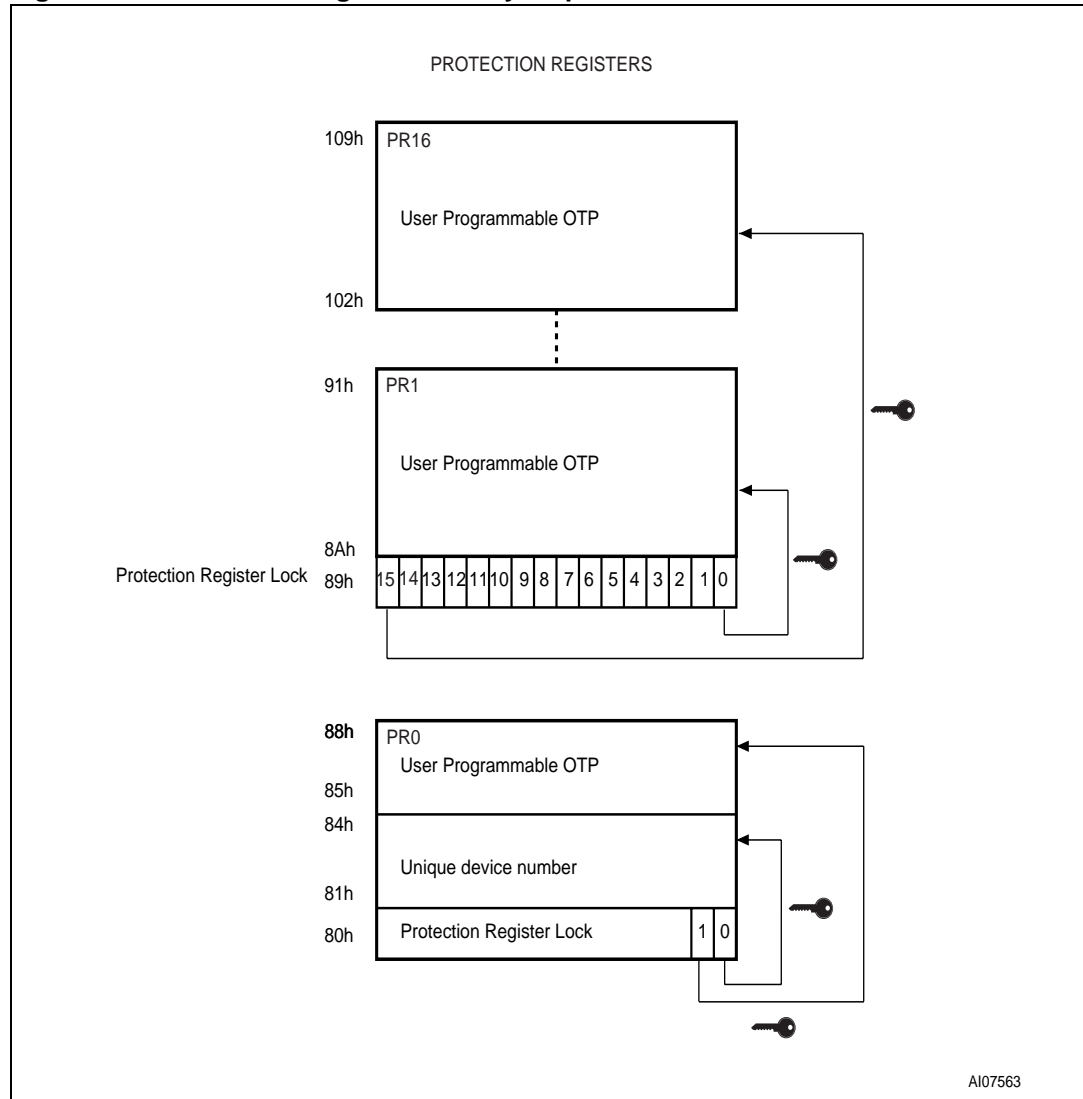 PROTECTION REGISTERS
109h
PR16
User Programmable OTP
102h
91h
PR1
User Programmable OTP
8Ah
Protection Register Lock 89h 15 14 13 12 11 10 9 8 7 6 5 4 3 2 1 0
88h
PR0
User Programmable OTP
85h
84h
Unique device number
81h
80h Protection Register Lock 1 0
AI07563